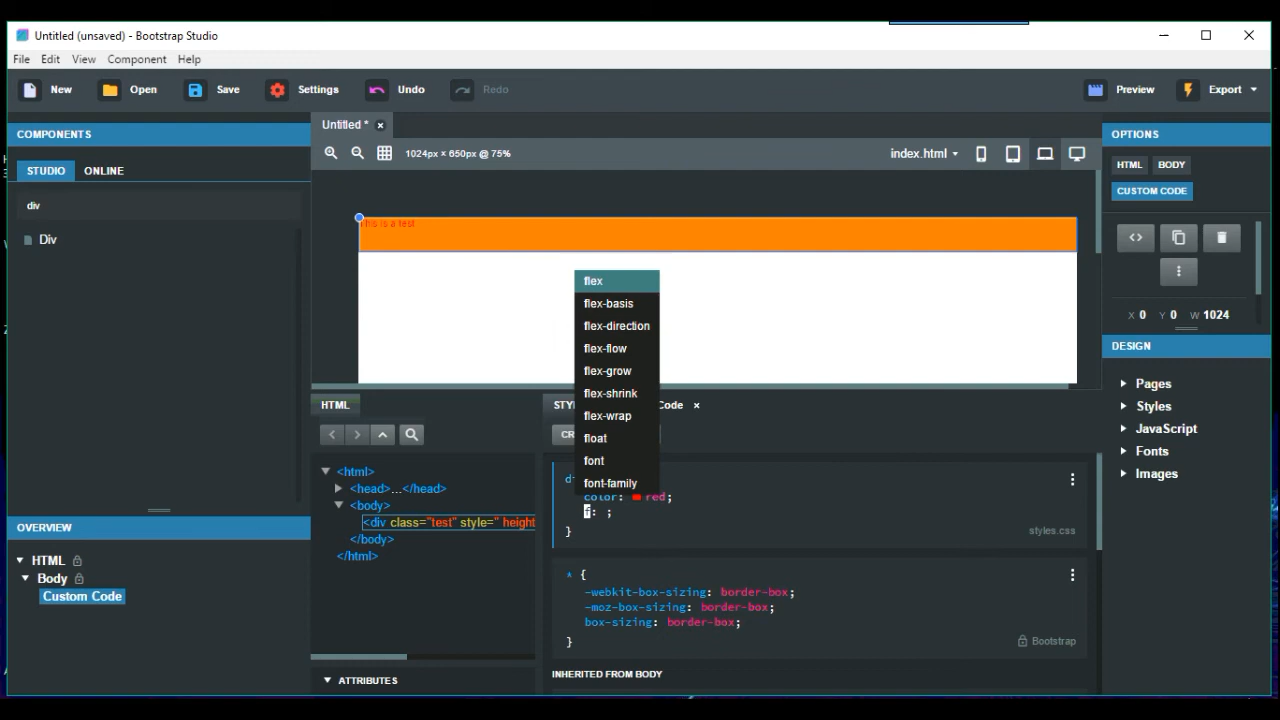 Untitled (unsaved) - Bootstrap Studio
File Edit View Component Help
New Open Save Settings Undo Redo Preview Export
COMPONENTS
STUDIO ONLINE
div
Div
OVERVIEW
HTML
Body
Custom Code
Untitled *
1024px × 650px @ 75%
index.html
This is a test
flex
flex-basis
flex-direction
flex-flow
flex-grow
flex-shrink
flex-wrap
float
font
font-family
HTML
<html>
<head>...</head>
<body>
<div class="test" style=" height
</body>
</html>
ATTRIBUTES
STY Code
CR
di
color: red;
f: ;
}
styles.css
* {
-webkit-box-sizing: border-box;
-moz-box-sizing: border-box;
box-sizing: border-box;
}
Bootstrap
INHERITED FROM BODY
OPTIONS
HTML BODY
CUSTOM CODE
X 0 Y 0 W 1024
DESIGN
Pages
Styles
JavaScript
Fonts
Images